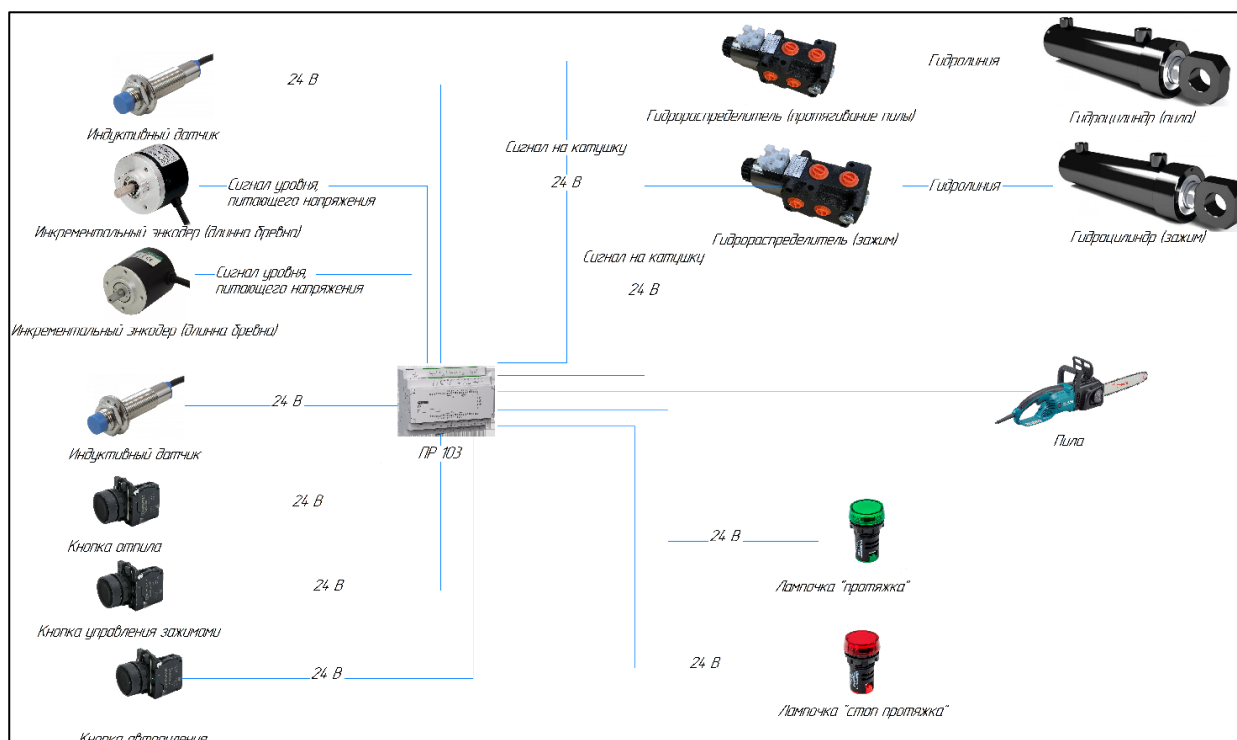 24 В
Индуктивный датчик
Сигнал уровня,
питающего напряжения
Инкрементальный энкодер (длинна бревна)
Сигнал уровня,
питающего напряжения
Инкрементальный энкодер (длинна бревна)
24 В
Индуктивный датчик
24 В
Кнопка отпила
24 В
Кнопка управления зажимами
24 В
Кнопка автопиления
ПР 103
Сигнал на катушку
24 В
Сигнал на катушку
24 В
Гидрораспределитель (протягивание пилы)
Гидролиния
Гидроцилиндр (пила)
Гидрораспределитель (зажим)
Гидролиния
Гидроцилиндр (зажим)
Пила
24 В
Лампочка "протяжка"
24 В
Лампочка "стоп протяжка"